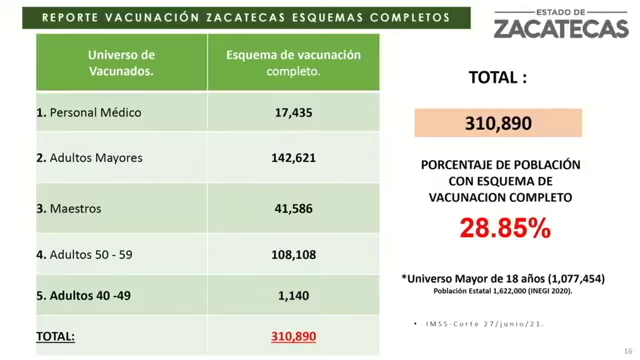 REPORTE VACUNACIÓN ZACATECAS ESQUEMAS COMPLETOS
ESTADO DE
ZACATECAS
Universo de
Vacunados.
Esquema de vacunación
completo.
1. Personal Médico
17,435
2. Adultos Mayores
142,621
3. Maestros
41,586
4. Adultos 50 - 59
108,108
5. Adultos 40 -49
1,140
TOTAL:
310,890
TOTAL :
310,890
PORCENTAJE DE POBLACIÓN
CON ESQUEMA DE
VACUNACION COMPLETO
28.85%
*Universo Mayor de 18 años (1,077,454)
Población Estatal 1,622,000 (INEGI 2020).
• IMSS-Corte 27/junio/21.
16